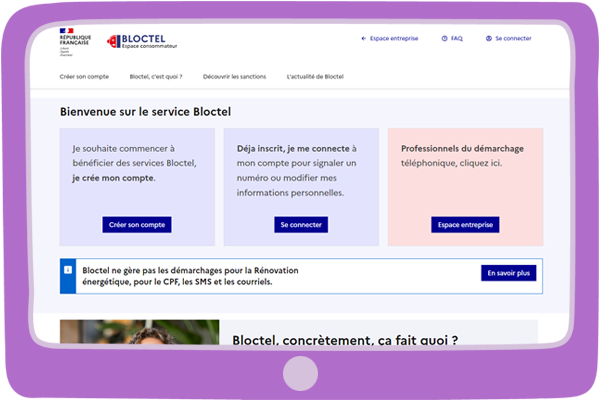 RÉPUBLIQUE
FRANÇAISE
Liberté
Égalité
Fraternité
BLOCTEL
Espace consommateur
← Espace entreprise
FAQ
Se connecter
Créer son compte
Bloctel, c'est quoi ?
Découvrir les sanctions
L'actualité de Bloctel
Bienvenue sur le service Bloctel
Je souhaite commencer à
bénéficier des services Bloctel,
je crée mon compte.
Créer son compte
Déja inscrit, je me connecte à
mon compte pour signaler un
numéro ou modifier mes
informations personnelles.
Se connecter
Professionnels du démarchage
téléphonique, cliquez ici.
Espace entreprise
Bloctel ne gère pas les démarchages pour la Rénovation
énergétique, pour le CPF, les SMS et les courriels.
En savoir plus
Bloctel, concrètement, ça fait quoi ?